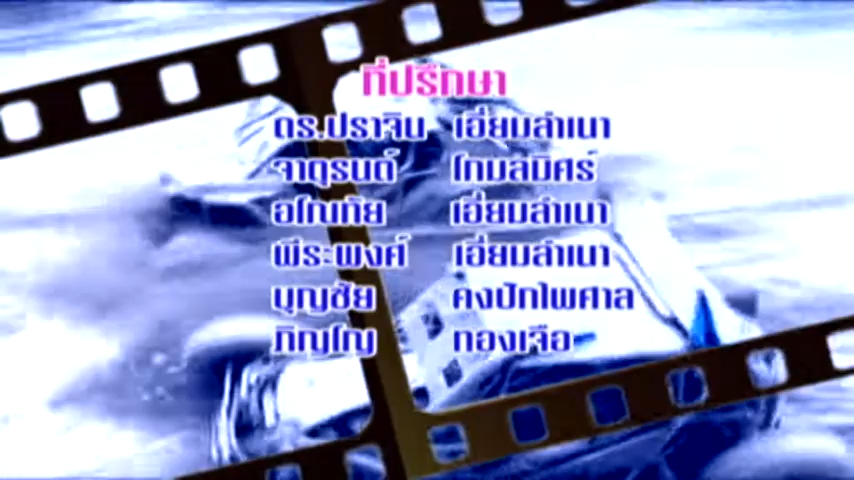 ที่ปรึกษา
ดร.ปราจิน เอี่ยมลำเนา
จาตุรนต์ โกมลมิศร์
อโณทัย เอี่ยมลำเนา
พีระพงศ์ เอี่ยมลำเนา
บุญชัย คงปักไพศาล
ภิญโญ ทองเจือ